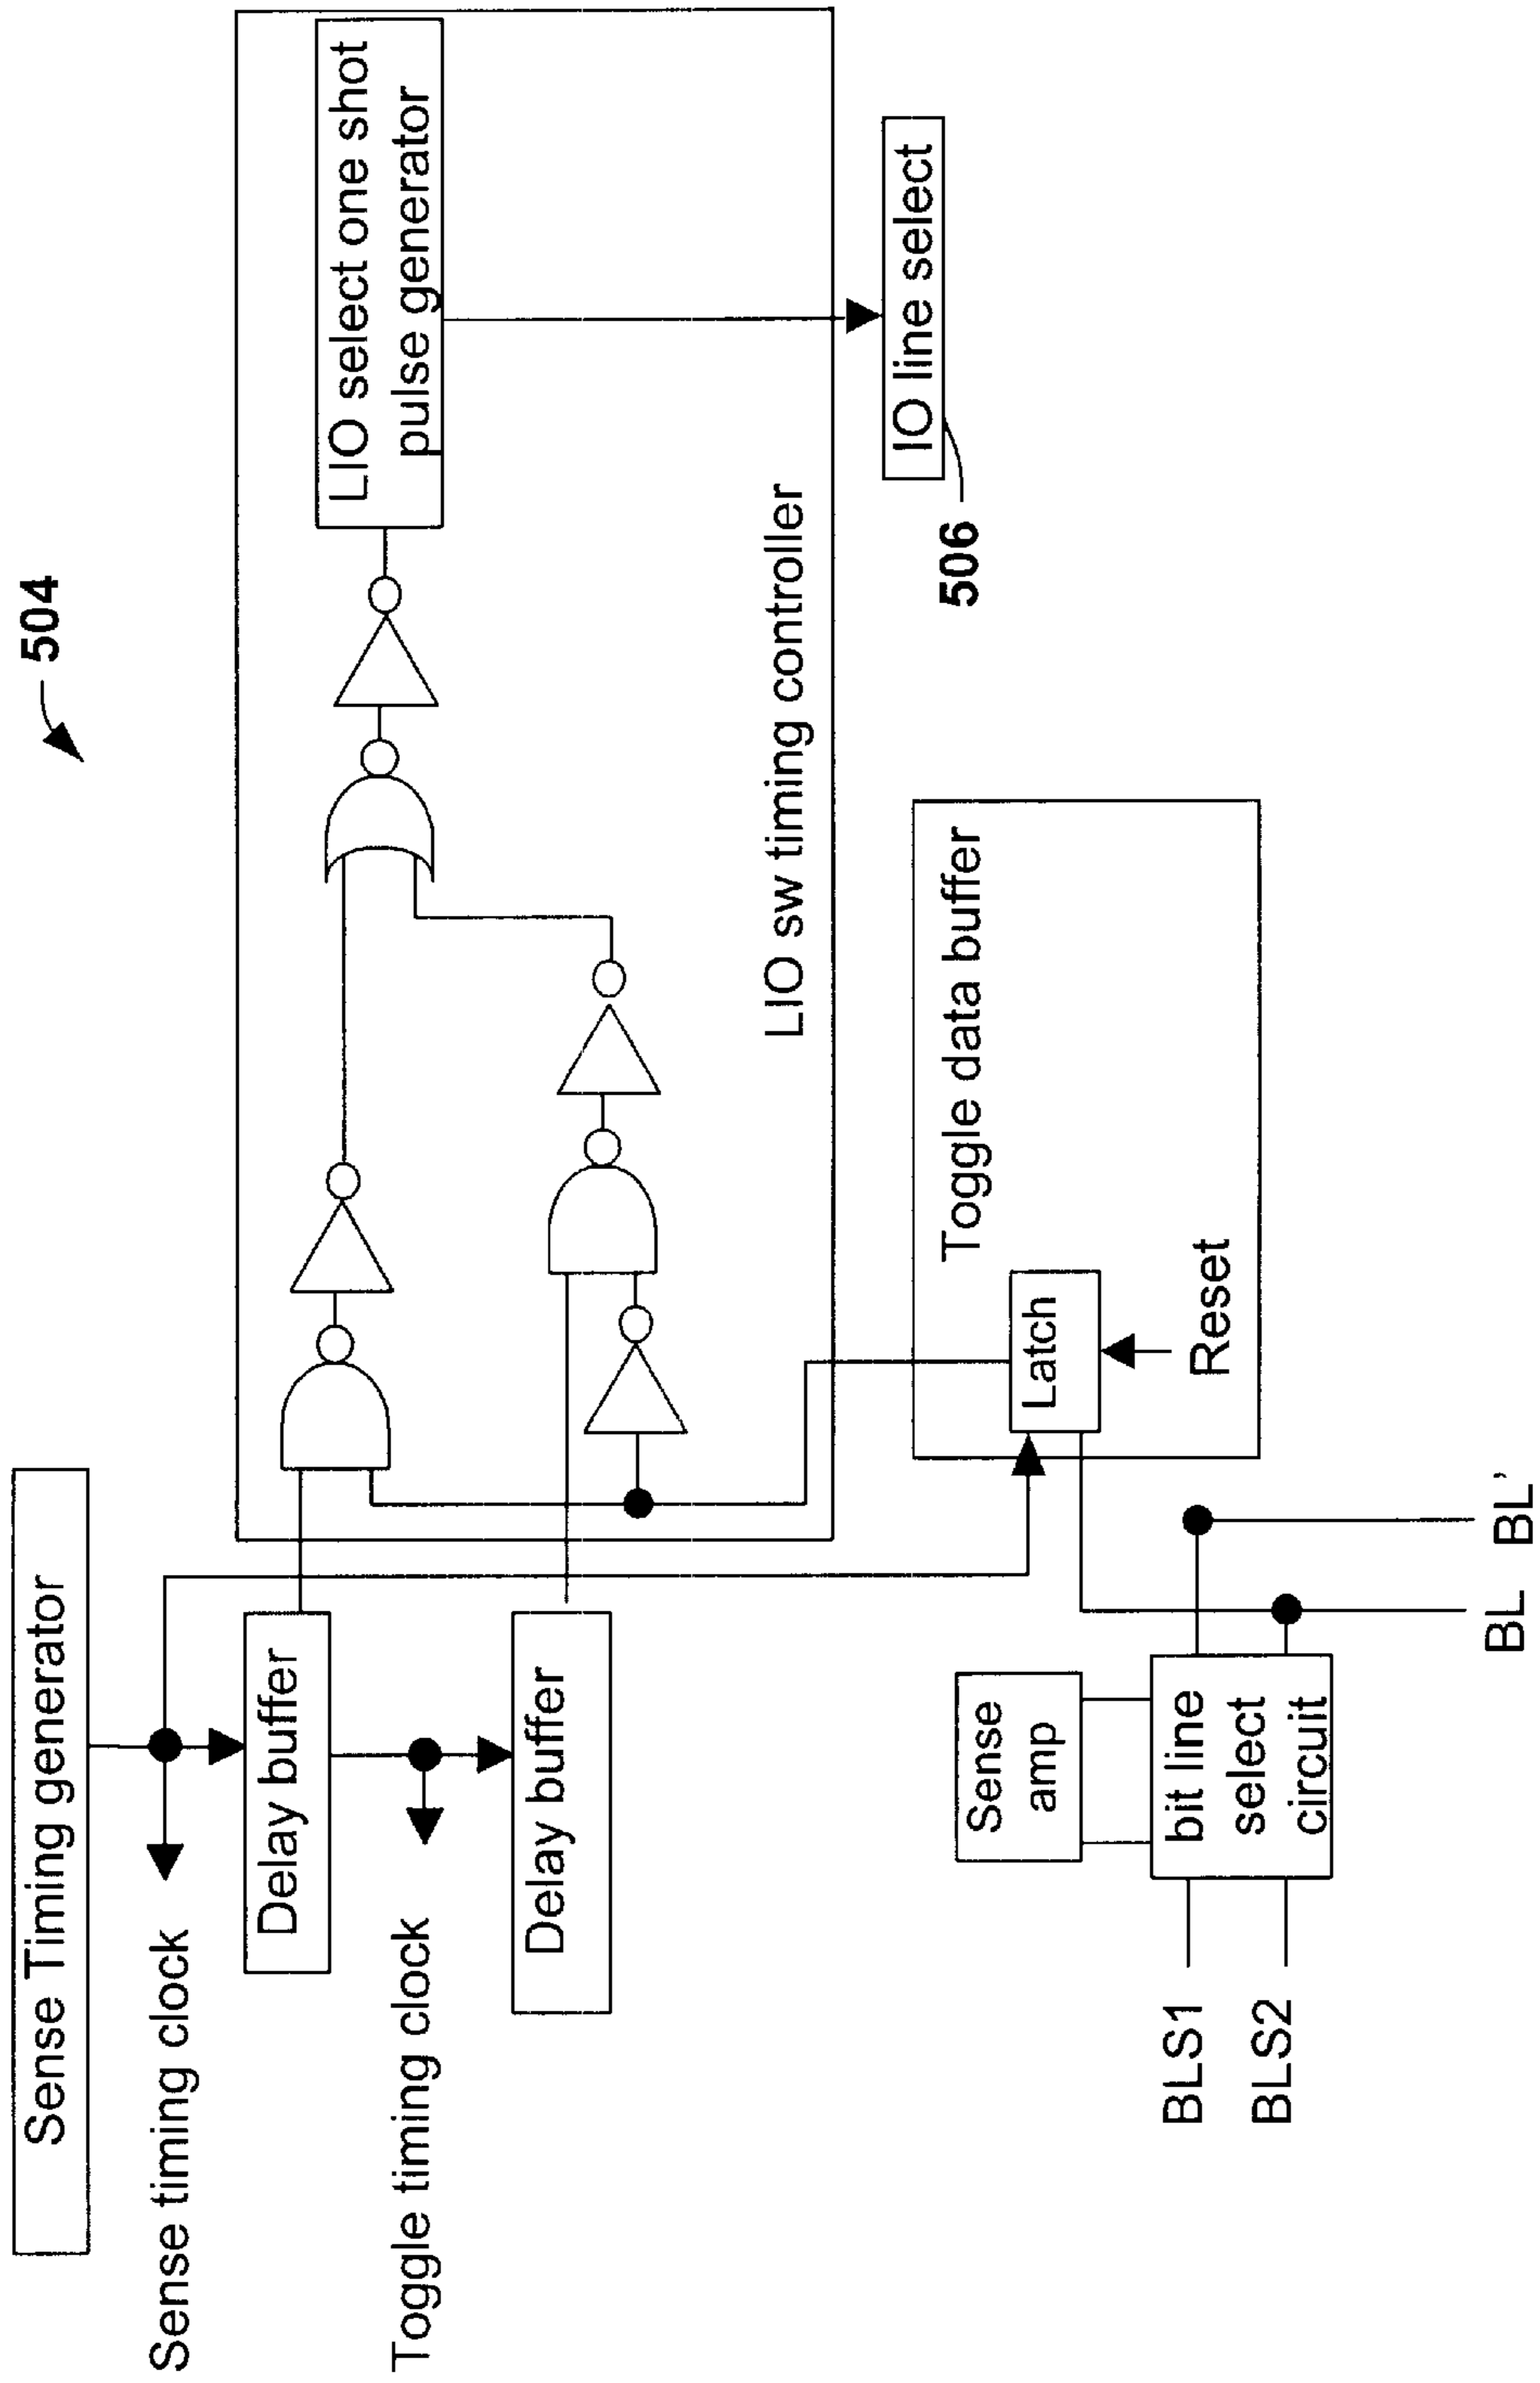 504
Sense Timing generator
Sense timing clock
Delay buffer
Toggle timing clock
Delay buffer
LIO select one shot
pulse generator
LIO sw timing controller
IO line select
506
Toggle data buffer
Latch
Reset
Sense
amp
bit line
select
circuit
BLS1
BLS2
BL
BL'